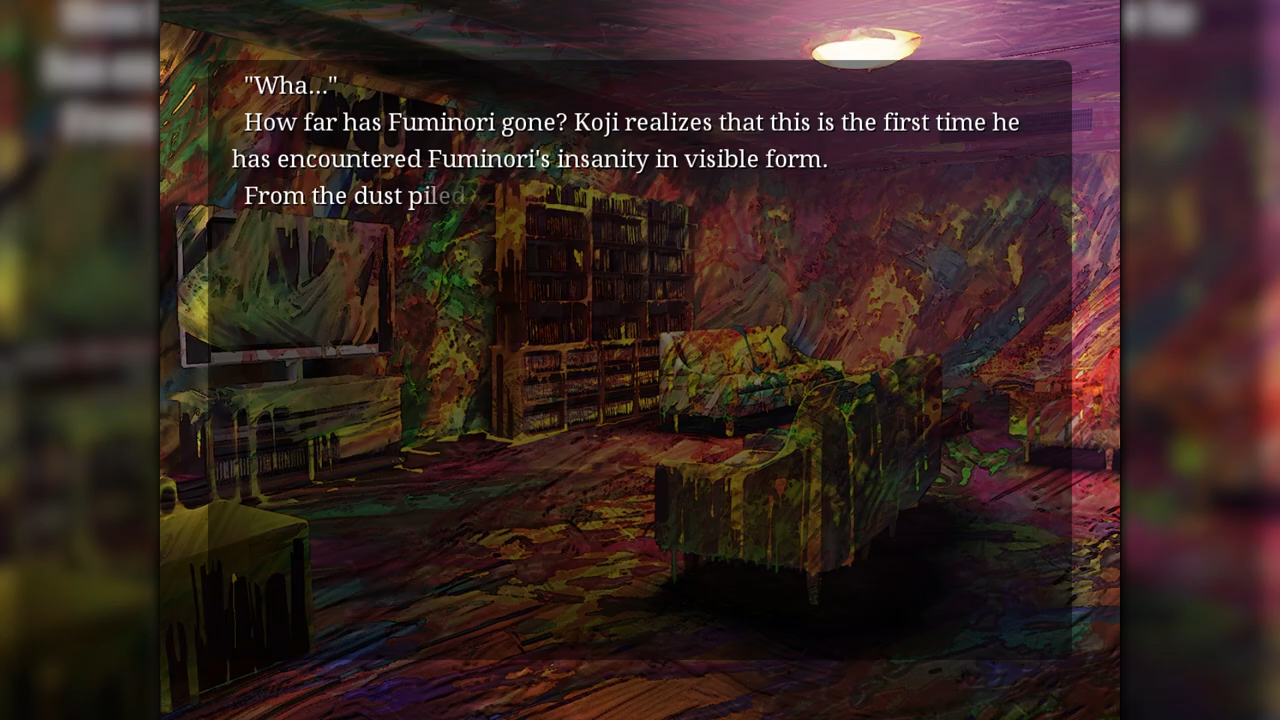 "Wha..."
How far has Fuminori gone? Koji realizes that this is the first time he
has encountered Fuminori's insanity in visible form.
From the dust piled